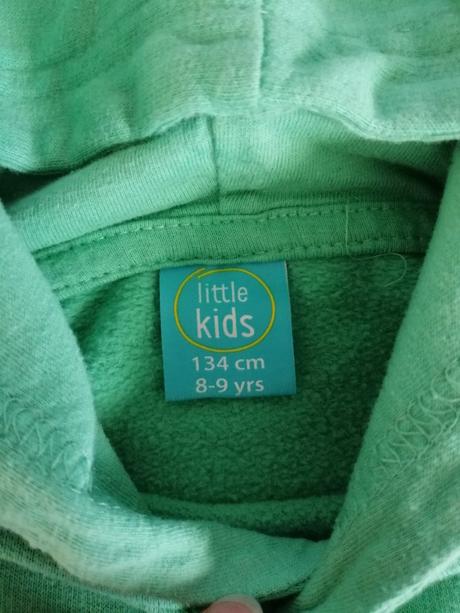 little
kids
134 cm
8-9 yrs